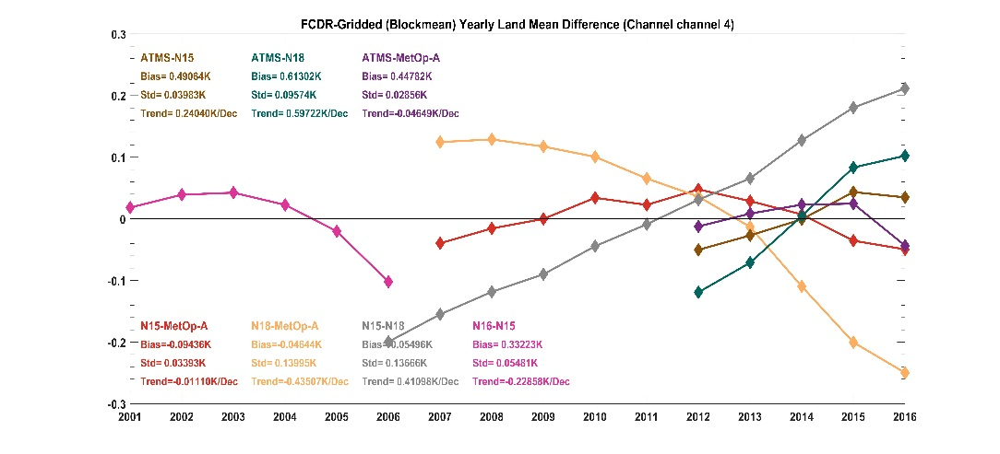 FCDR-Gridded (Blockmean) Yearly Land Mean Difference (Channel channel 4)
0.3
ATMS-N15 ATMS-N18 ATMS-MetOp-A
Bias= 0.49064K Bias= 0.61302K Bias= 0.44782K
Std= 0.03983K Std= 0.09574K Std= 0.02856K
0.2
Trend= 0.24040K/Dec Trend= 0.59722K/Dec Trend=-0.04649K/Dec
0.1
0
-0.1
N15-MetOp-A N18-MetOp-A N15-N18 N16-N15
-0.2
Bias=-0.09436K Bias=-0.04644K Bias=-0.05496K Bias= 0.33223K
Std= 0.03393K Std= 0.13995K Std= 0.13666K Std= 0.05481K
Trend=-0.01110K/Dec Trend=-0.43507K/Dec Trend= 0.41098K/Dec Trend=-0.22858K/Dec
-0.3
2001 2002 2003 2004 2005 2006 2007 2008 2009 2010 2011 2012 2013 2014 2015 2016